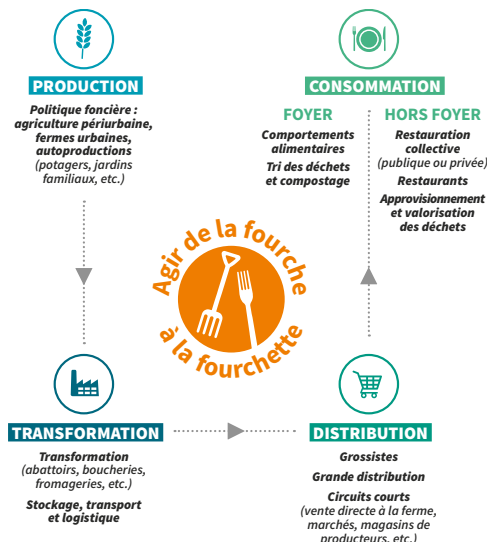 PRODUCTION
Politique foncière :
agriculture périurbaine,
fermes urbaines,
autoproductions
(potagers, jardins
familiaux, etc.)
CONSOMMATION
FOYER
Comportements
alimentaires
Tri des déchets
et compostage
HORS FOYER
Restauration
collective
(publique ou privée)
Restaurants
Approvisionnement
et valorisation
des déchets
Agir de la fourche
à la fourchette
TRANSFORMATION
Transformation
(abattoirs, boucheries,
fromageries, etc.)
Stockage, transport
et logistique
DISTRIBUTION
Grossistes
Grande distribution
Circuits courts
(vente directe à la ferme,
marchés, magasins de
producteurs, etc.)